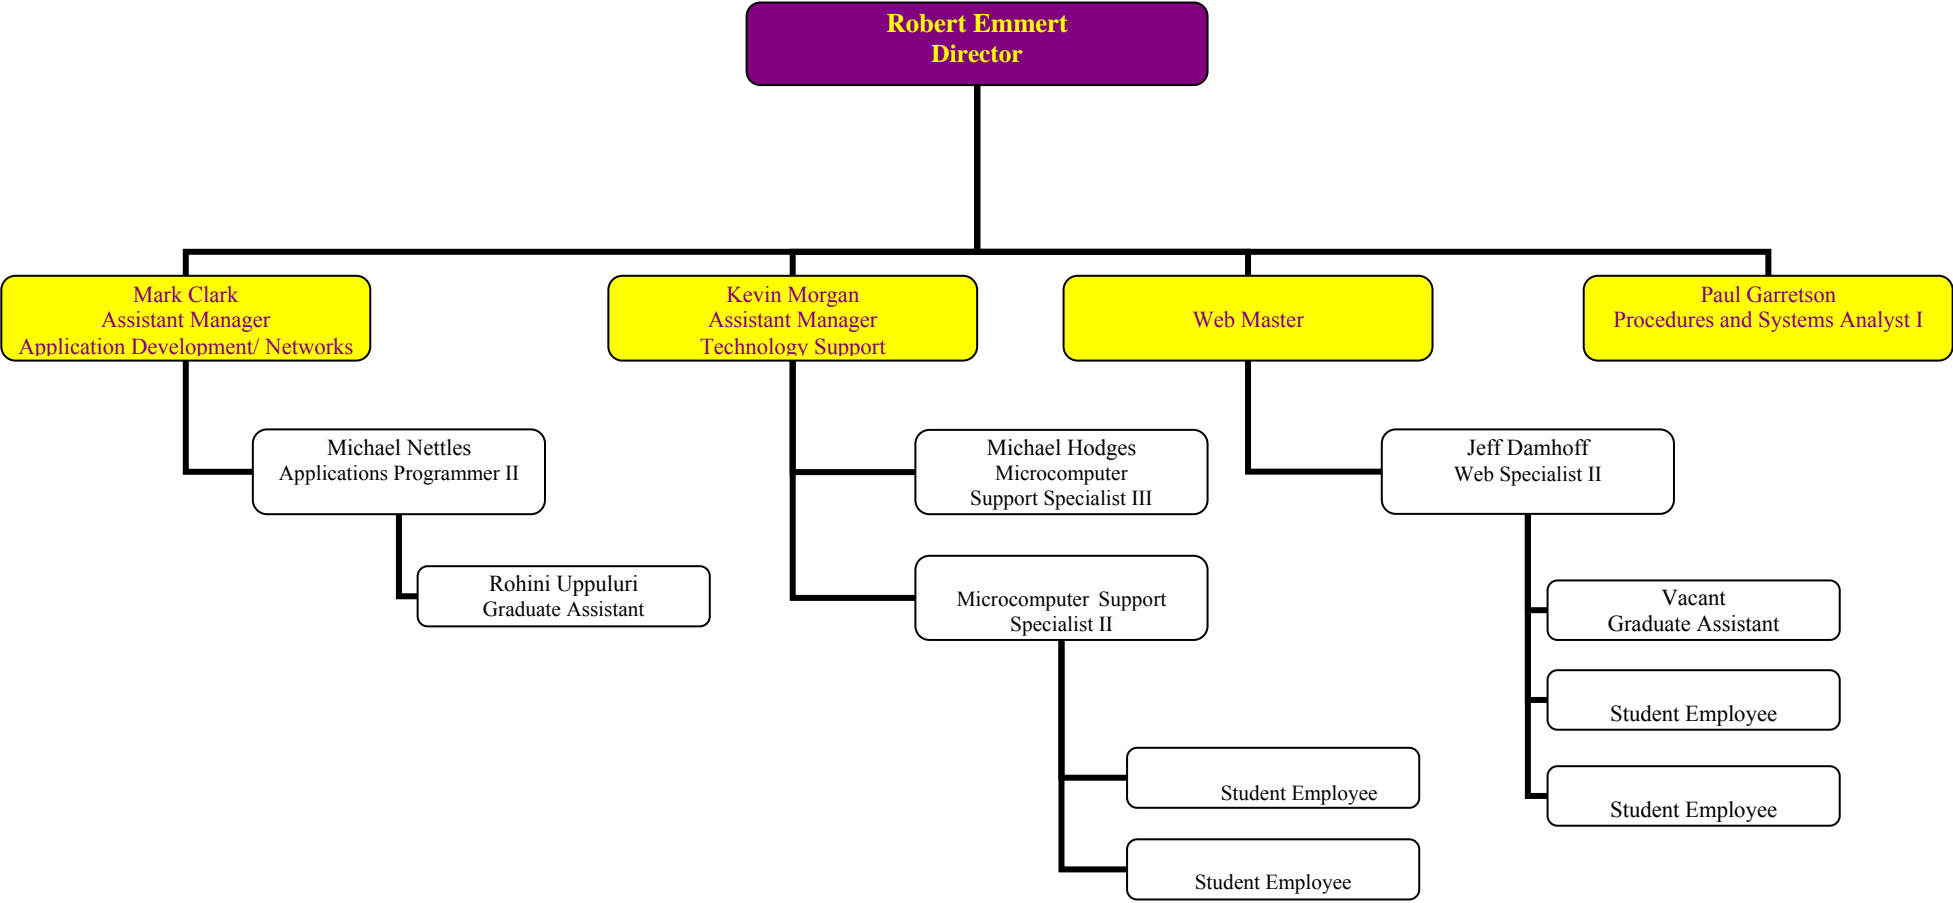 Robert Emmert
Director
Mark Clark
Assistant Manager
Application Development/ Networks
Kevin Morgan
Assistant Manager
Technology Support
Web Master
Paul Garretson
Procedures and Systems Analyst I
Michael Nettles
Applications Programmer II
Rohini Uppuluri
Graduate Assistant
Michael Hodges
Microcomputer
Support Specialist III
Microcomputer Support
Specialist II
Student Employee
Student Employee
Jeff Damhoff
Web Specialist II
Vacant
Graduate Assistant
Student Employee
Student Employee